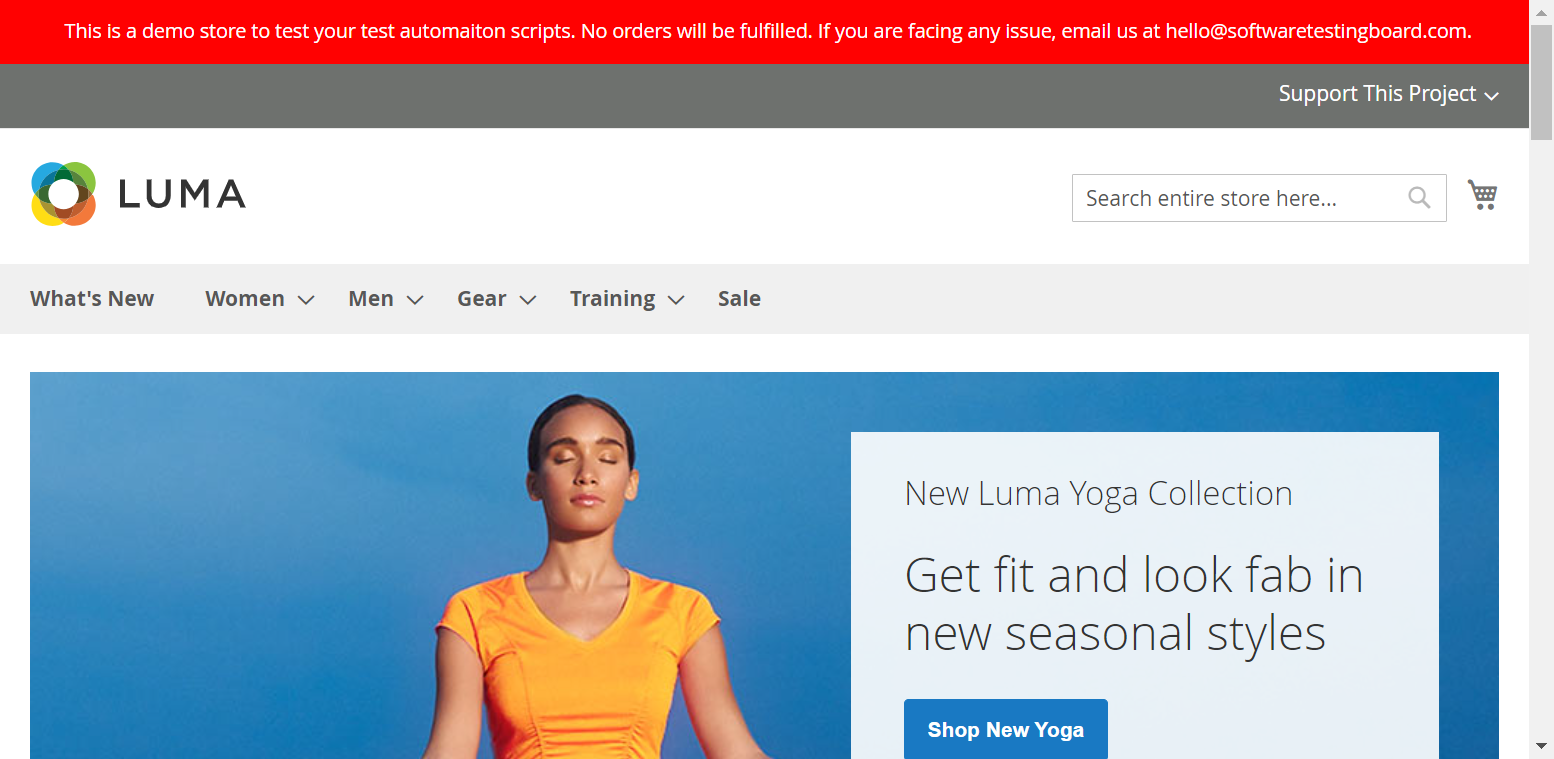 This is a demo store to test your test automaiton scripts. No orders will be fulfilled. If you are facing any issue, email us at hello@softwaretestingboard.com.
Support This Project
LUMA
Search entire store here...
What's New Women Men Gear Training Sale
New Luma Yoga Collection
Get fit and look fab in
new seasonal styles
Shop New Yoga